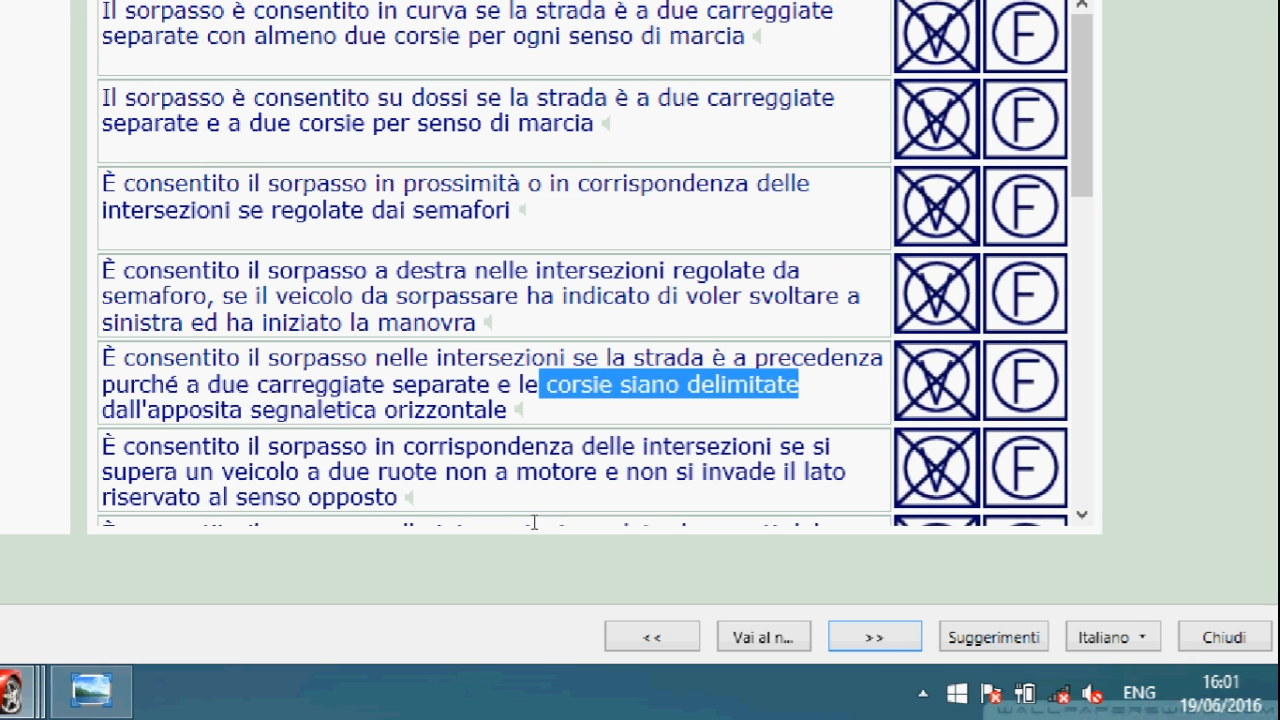 Il sorpasso è consentito in curva se la strada è a due carreggiate
separate con almeno due corsie per ogni senso di marcia
V F
Il sorpasso è consentito su dossi se la strada è a due carreggiate
separate e a due corsie per senso di marcia
V F
È consentito il sorpasso in prossimità o in corrispondenza delle
intersezioni se regolate dai semafori
V F
È consentito il sorpasso a destra nelle intersezioni regolate da
semaforo, se il veicolo da sorpassare ha indicato di voler svoltare a
sinistra ed ha iniziato la manovra
V F
È consentito il sorpasso nelle intersezioni se la strada è a precedenza
purché a due carreggiate separate e le corsie siano delimitate
dall'apposita segnaletica orizzontale
V F
È consentito il sorpasso in corrispondenza delle intersezioni se si
supera un veicolo a due ruote non a motore e non si invade il lato
riservato al senso opposto
V F
<< Vai al n... >> Suggerimenti Italiano Chiudi
ENG
16:01
19/06/2016